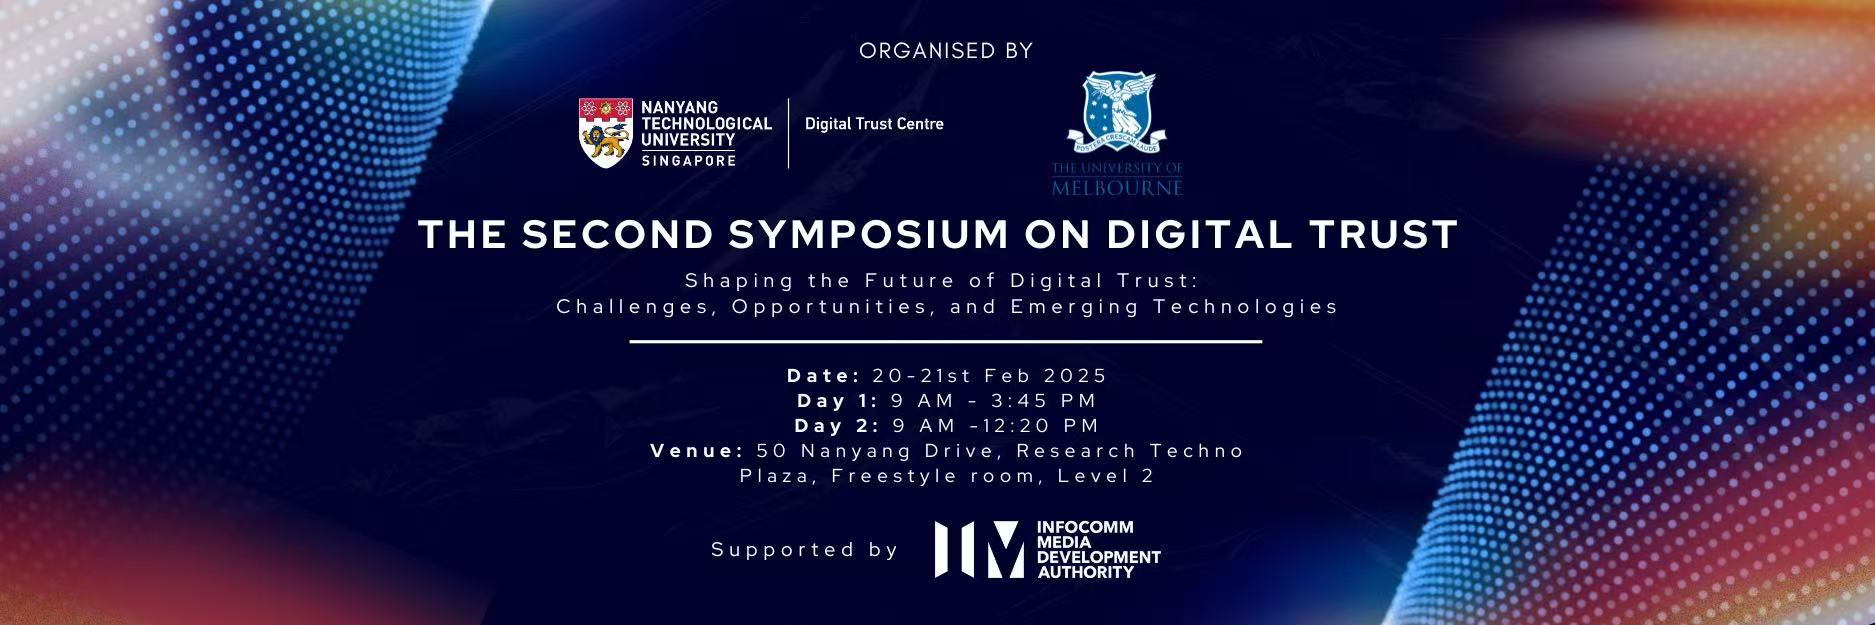 ORGANISED BY
NANYANG
TECHNOLOGICAL
UNIVERSITY
SINGAPORE
Digital Trust Centre
POSTERA CRESCAM LAUDE
THE UNIVERSITY OF
MELBOURNE
THE SECOND SYMPOSIUM ON DIGITAL TRUST
Shaping the Future of Digital Trust:
Challenges, Opportunities, and Emerging Technologies
Date: 20-21st Feb 2025
Day 1: 9 AM - 3:45 PM
Day 2: 9 AM -12:20 PM
Venue: 50 Nanyang Drive, Research Techno
Plaza, Freestyle room, Level 2
Supported by
INFOCOMM
MEDIA
DEVELOPMENT
AUTHORITY